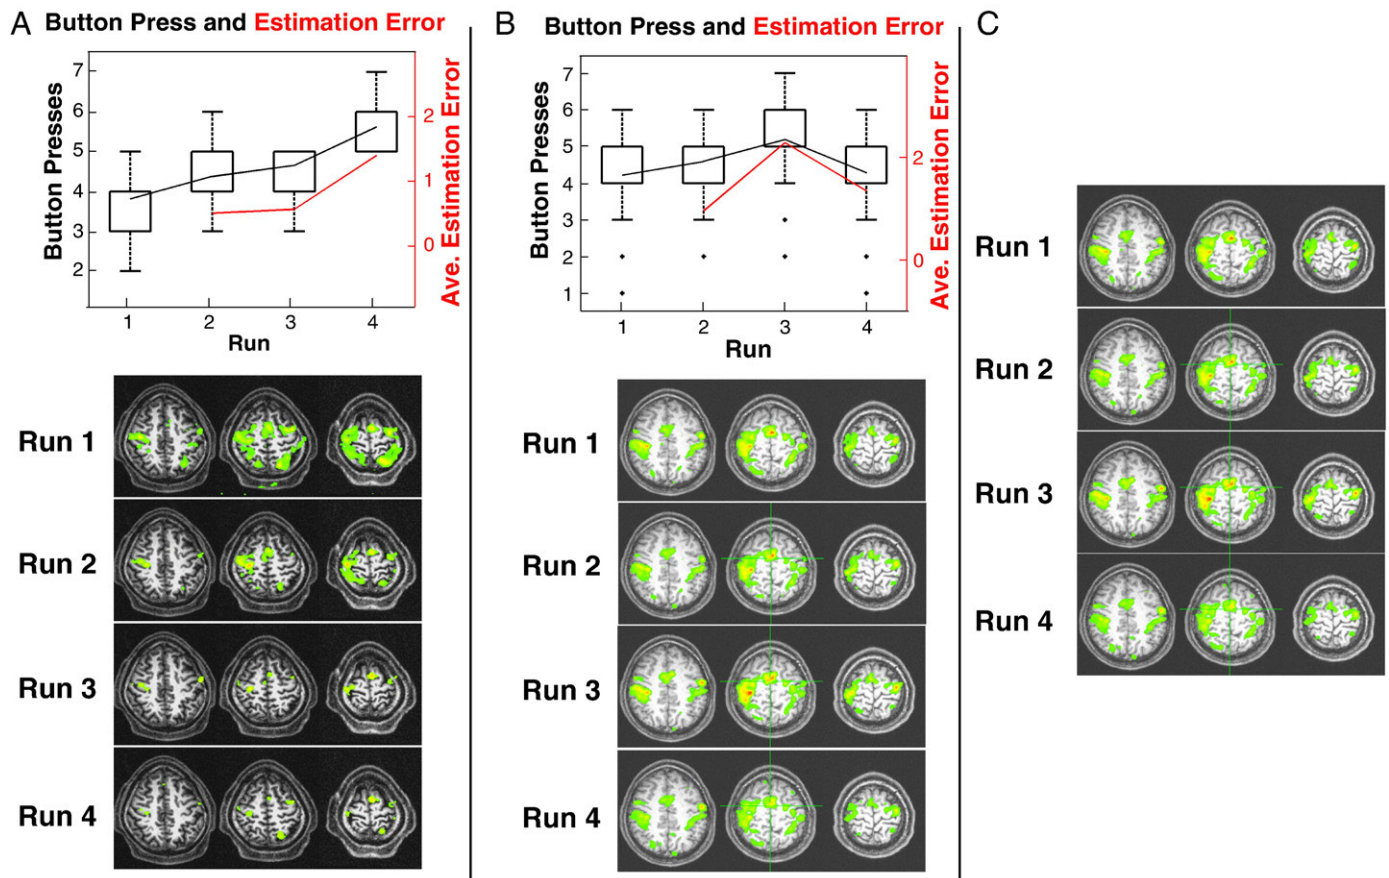 A
Button Press and Estimation Error
Button Presses
7
6
5
4
3
2
2
1
0
Ave. Estimation Error
1 2 3 4
Run
Run 1
Run 2
Run 3
Run 4
B
Button Press and Estimation Error
Button Presses
7
6
5
4
3
2
1
2
0
Ave. Estimation Error
1 2 3 4
Run
Run 1
Run 2
Run 3
Run 4
C
Run 1
Run 2
Run 3
Run 4